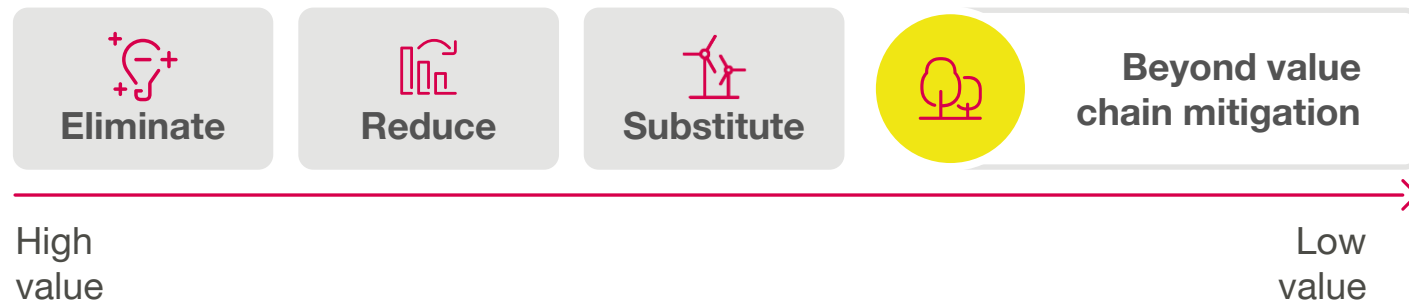 Eliminate
Reduce
Substitute
Beyond value
chain mitigation
High
value
Low
value